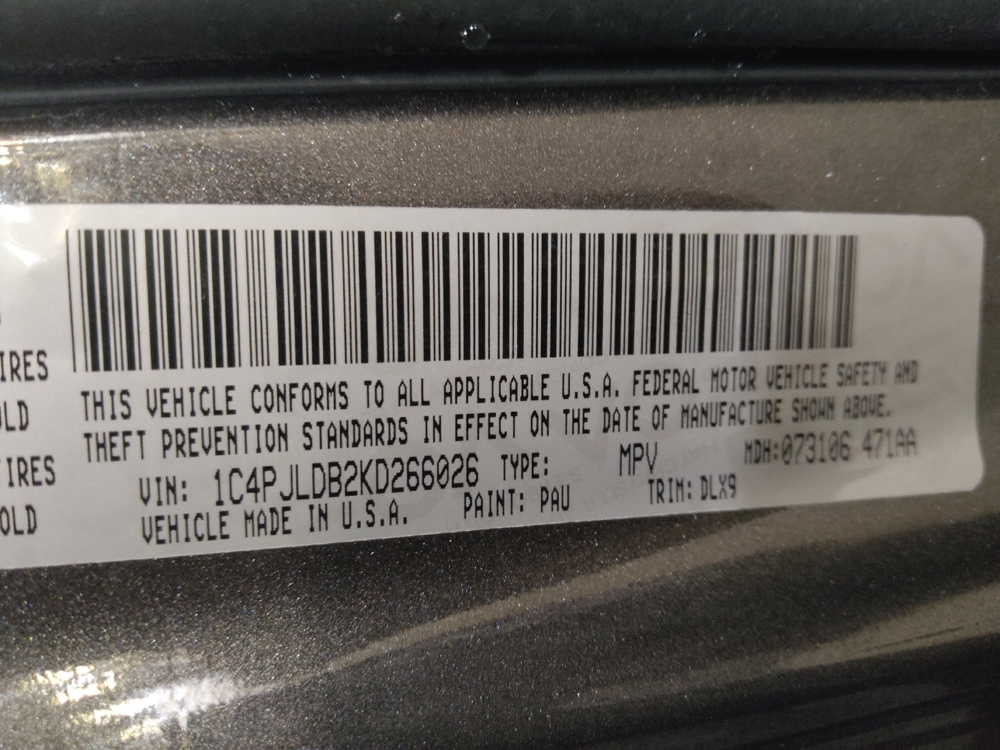 IRES
OLD
TIRES
OLD
THIS VEHICLE CONFORMS TO ALL APPLICABLE U.S.A. FEDERAL MOTOR VEHICLE SAFETY AND
THEFT PREVENTION STANDARDS IN EFFECT ON THE DATE OF MANUFACTURE SHOWN ABOVE.
VIN: 1C4PJLDB2KD266026 TYPE: MPV MDH:073106 471AA
VEHICLE MADE IN U.S.A. PAINT: PAU TRIM: DLX9